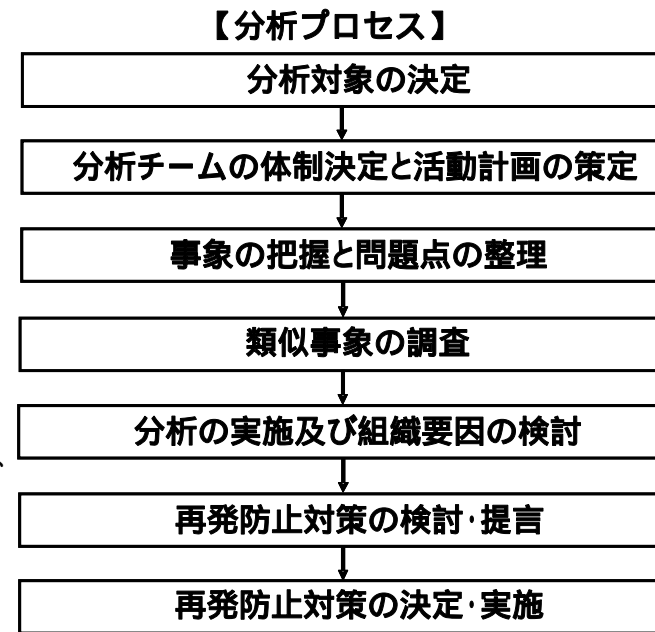 【分析プロセス】
分析対象の決定
分析チームの体制決定と活動計画の策定
事象の把握と問題点の整理
類似事象の調査
分析の実施及び組織要因の検討
再発防止対策の検討・提言
再発防止対策の決定・実施